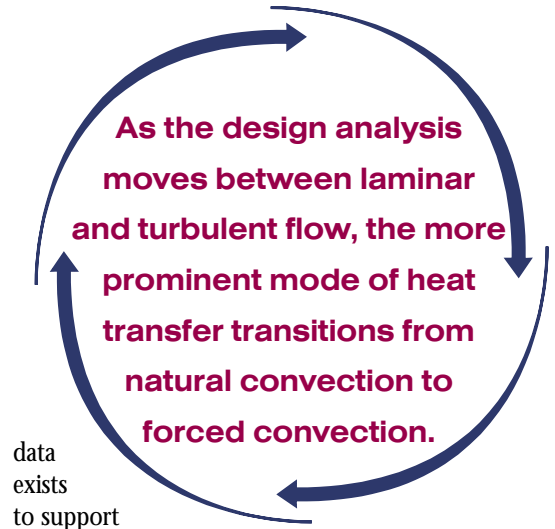 As the design analysis
moves between laminar
and turbulent flow, the more
prominent mode of heat
transfer transitions from
natural convection to
forced convection.
data
exists
to support